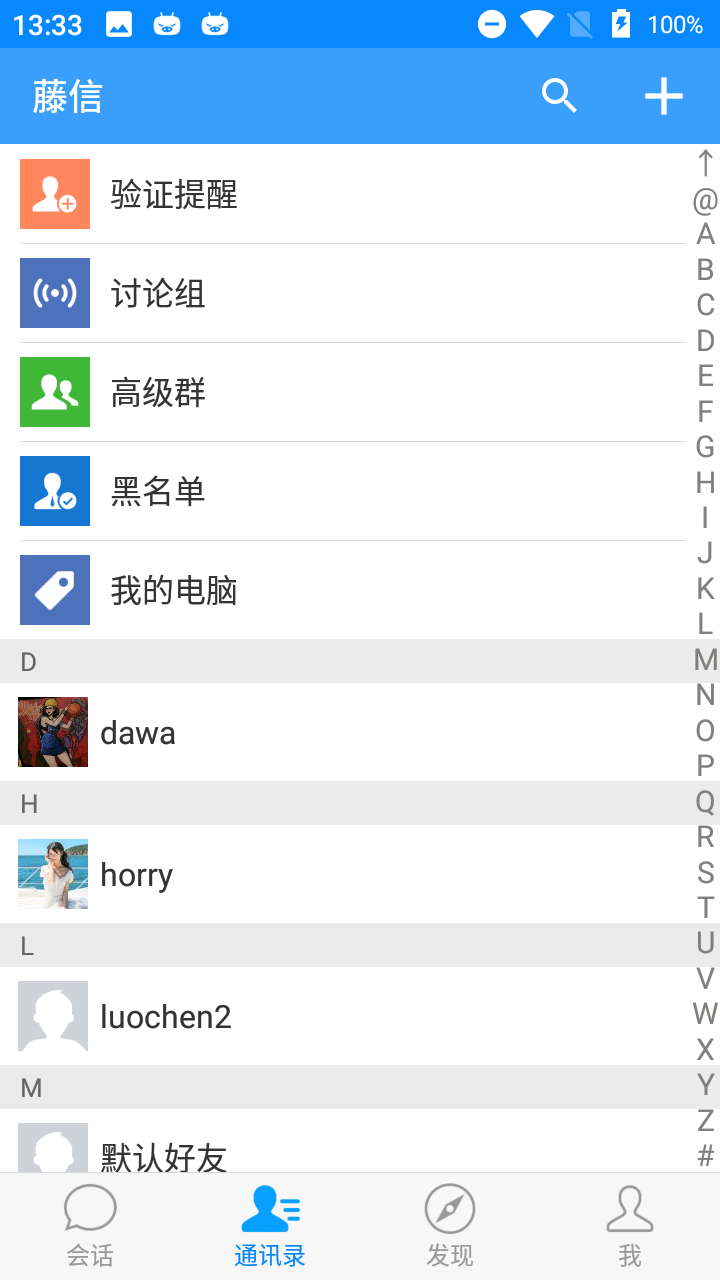 13:33 100%
藤信
验证提醒
讨论组
高级群
黑名单
我的电脑
D
dawa
H
horry
L
luochen2
M
默认好友
↑
@
A
B
C
D
E
F
G
H
I
J
K
L
M
N
O
P
Q
R
S
T
U
V
W
X
Y
Z
#
会话 通讯录 发现 我